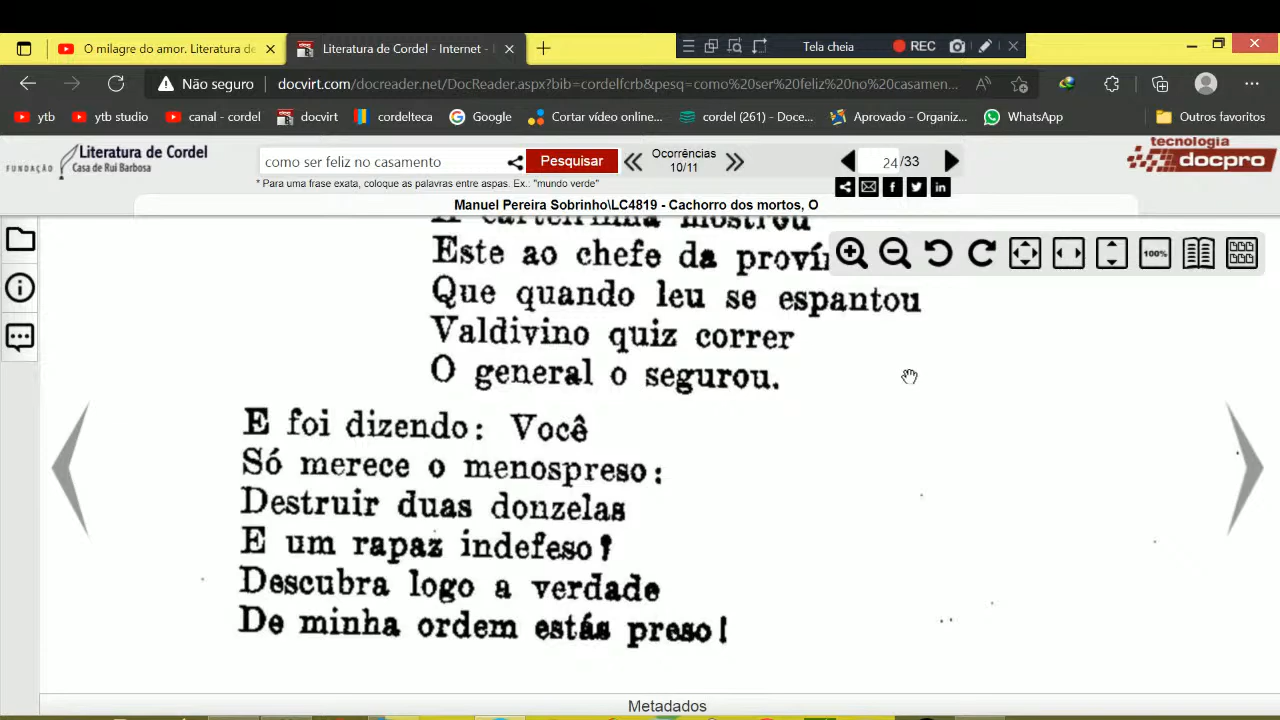 O milagre do amor. Literatura de
Literatura de Cordel - Internet -
Tela cheia
REC
Não seguro
docvirt.com/docreader.net/DocReader.aspx?bib=cordelfcrb&pesq=como%20ser%20feliz%20no%20casamen...
ytb
ytb studio
canal - cordel
docvirt
cordelteca
Google
Cortar vídeo online...
cordel (261) - Doce...
Aprovado - Organiz...
WhatsApp
Outros favoritos
FUNDAÇÃO
Literatura de Cordel
Casa de Rui Barbosa
como ser feliz no casamento
Pesquisar
Ocorrências
10/11
24 /33
tecnologia
docpro
* Para uma frase exata, coloque as palavras entre aspas. Ex.: "mundo verde"
Manuel Pereira Sobrinho\LC4819 - Cachorro dos mortos, O
100%
carteirinha mostrou
Este ao chefe da proví
Que quando leu se espantou
Valdivino quiz correr
O general o segurou.
E foi dizendo: Você
Só merece o menospreso:
Destruir duas donzelas
E um rapaz indefeso!
Descubra logo a verdade
De minha ordem estás preso!
Metadados